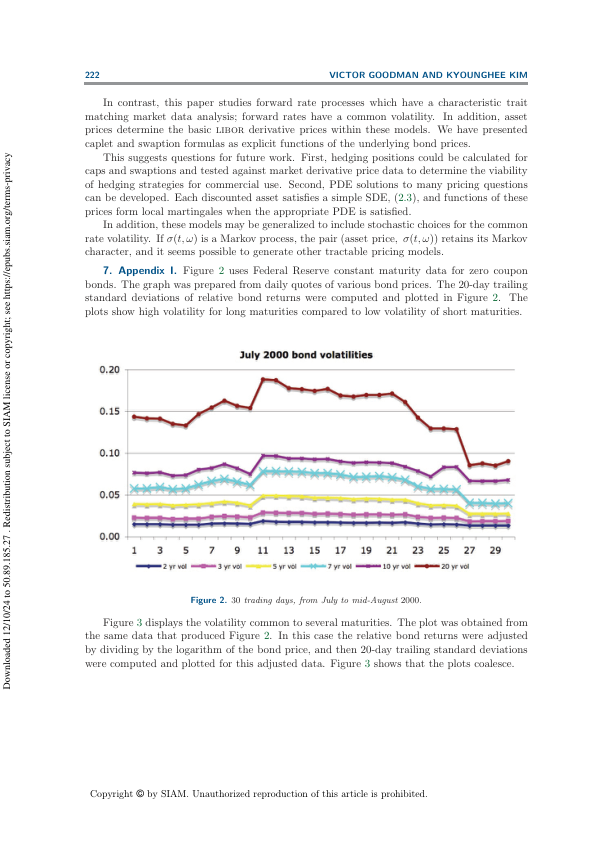 222
VICTOR GOODMAN AND KYOUNGHEE KIM
In contrast, this paper studies forward rate processes which have a characteristic trait
matching market data analysis; forward rates have a common volatility. In addition, asset
prices determine the basic LIBOR derivative prices within these models. We have presented
caplet and swaption formulas as explicit functions of the underlying bond prices.
This suggests questions for future work. First, hedging positions could be calculated for
caps and swaptions and tested against market derivative price data to determine the viability
of hedging strategies for commercial use. Second, PDE solutions to many pricing questions
can be developed. Each discounted asset satisfies a simple SDE, (2.3), and functions of these
prices form local martingales when the appropriate PDE is satisfied.
In addition, these models may be generalized to include stochastic choices for the common
rate volatility. If σ(t, ω) is a Markov process, the pair (asset price, σ(t, ω)) retains its Markov
character, and it seems possible to generate other tractable pricing models.
7. Appendix I. Figure 2 uses Federal Reserve constant maturity data for zero coupon
bonds. The graph was prepared from daily quotes of various bond prices. The 20-day trailing
standard deviations of relative bond returns were computed and plotted in Figure 2. The
plots show high volatility for long maturities compared to low volatility of short maturities.
July 2000 bond volatilities
0.20
0.15
0.10
0.05
0.00
1 3 5 7 9 11 13 15 17 19 21 23 25 27 29
2 yr vol 3 yr vol 5 yr vol 7 yr vol 10 yr vol 20 yr vol
Figure 2. 30 trading days, from July to mid-August 2000.
Figure 3 displays the volatility common to several maturities. The plot was obtained from
the same data that produced Figure 2. In this case the relative bond returns were adjusted
by dividing by the logarithm of the bond price, and then 20-day trailing standard deviations
were computed and plotted for this adjusted data. Figure 3 shows that the plots coalesce.
Copyright © by SIAM. Unauthorized reproduction of this article is prohibited.
Downloaded 12/10/24 to 50.89.185.27 . Redistribution subject to SIAM license or copyright; see https://epubs.siam.org/terms-privacy